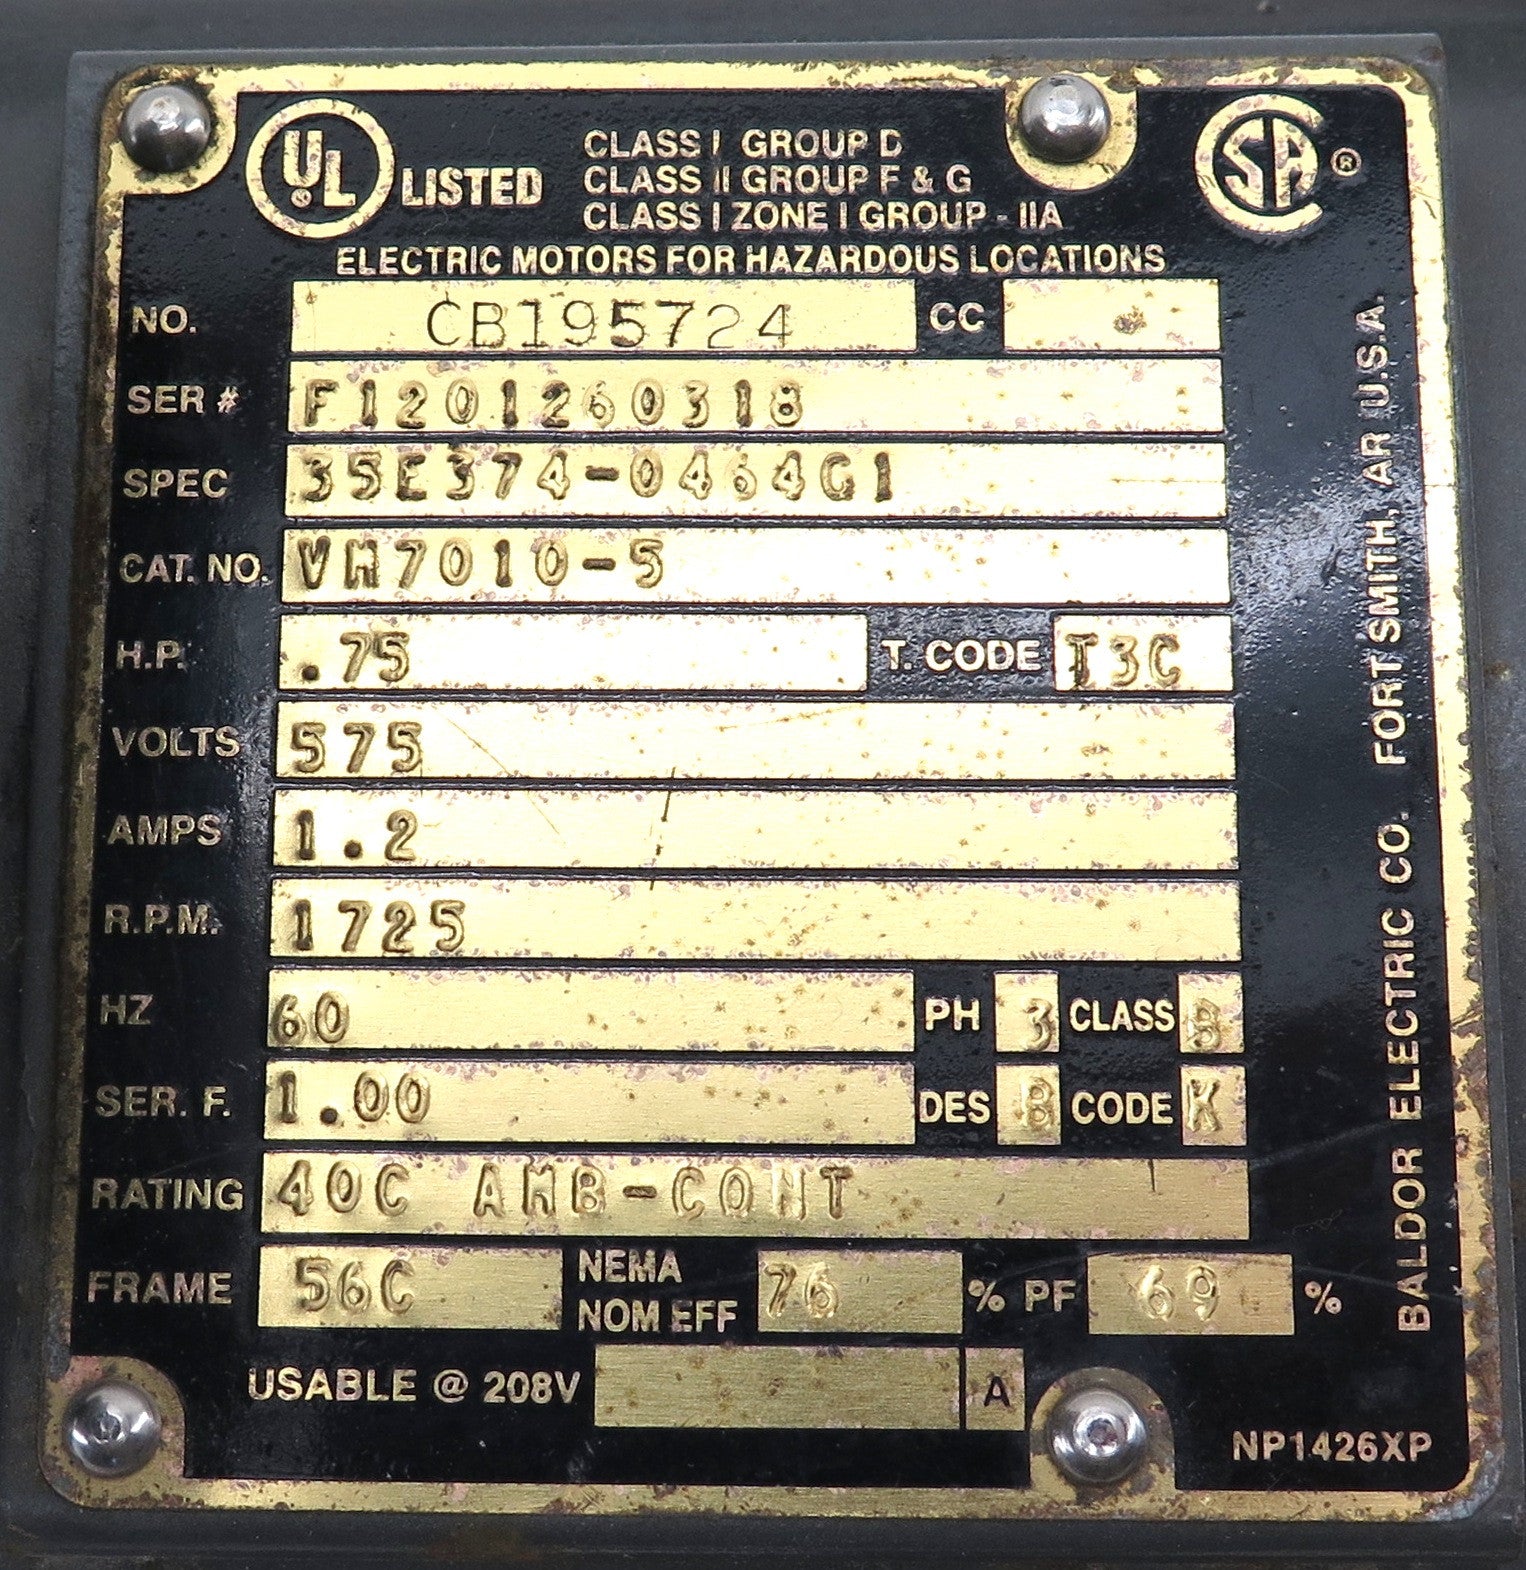 UL ® LISTED
CLASS I GROUP D
CLASS II GROUP F & G
CLASS I ZONE I GROUP - IIA
SA ®
ELECTRIC MOTORS FOR HAZARDOUS LOCATIONS
NO. CB195724 CC
SER # F1201260318
SPEC 35E374-0464G1
CAT. NO. VM7010-5
H.P. .75 T. CODE T3C
VOLTS 575
AMPS 1.2
R.P.M. 1725
HZ 60 PH 3 CLASS B
SER. F. 1.00 DES B CODE K
RATING 40C AMB-CONT
FRAME 56C NEMA NOM EFF 76 % PF 69 %
USABLE @ 208V A
NP1426XP
BALDOR ELECTRIC CO. FORT SMITH, AR U.S.A.